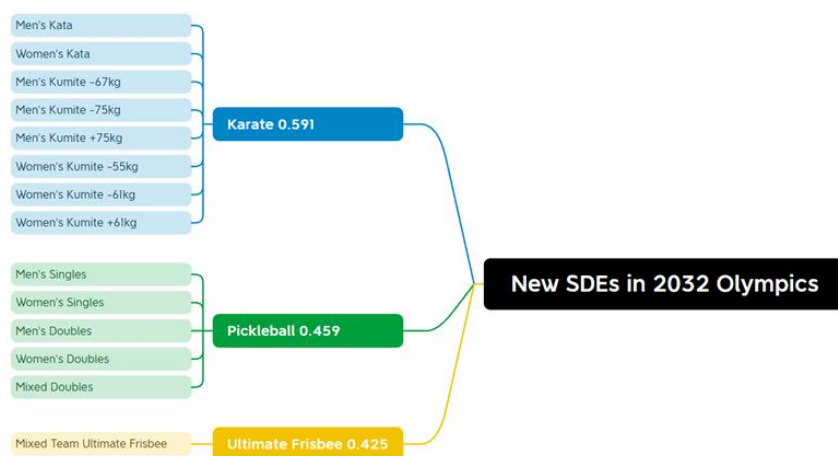 Men's Kata
Women's Kata
Men's Kumite -67kg
Men's Kumite -75kg
Men's Kumite +75kg
Women's Kumite -55kg
Women's Kumite -61kg
Women's Kumite +61kg
Karate 0.591
Men's Singles
Women's Singles
Men's Doubles
Women's Doubles
Mixed Doubles
Pickleball 0.459
Mixed Team Ultimate Frisbee
Ultimate Frisbee 0.425
New SDEs in 2032 Olympics